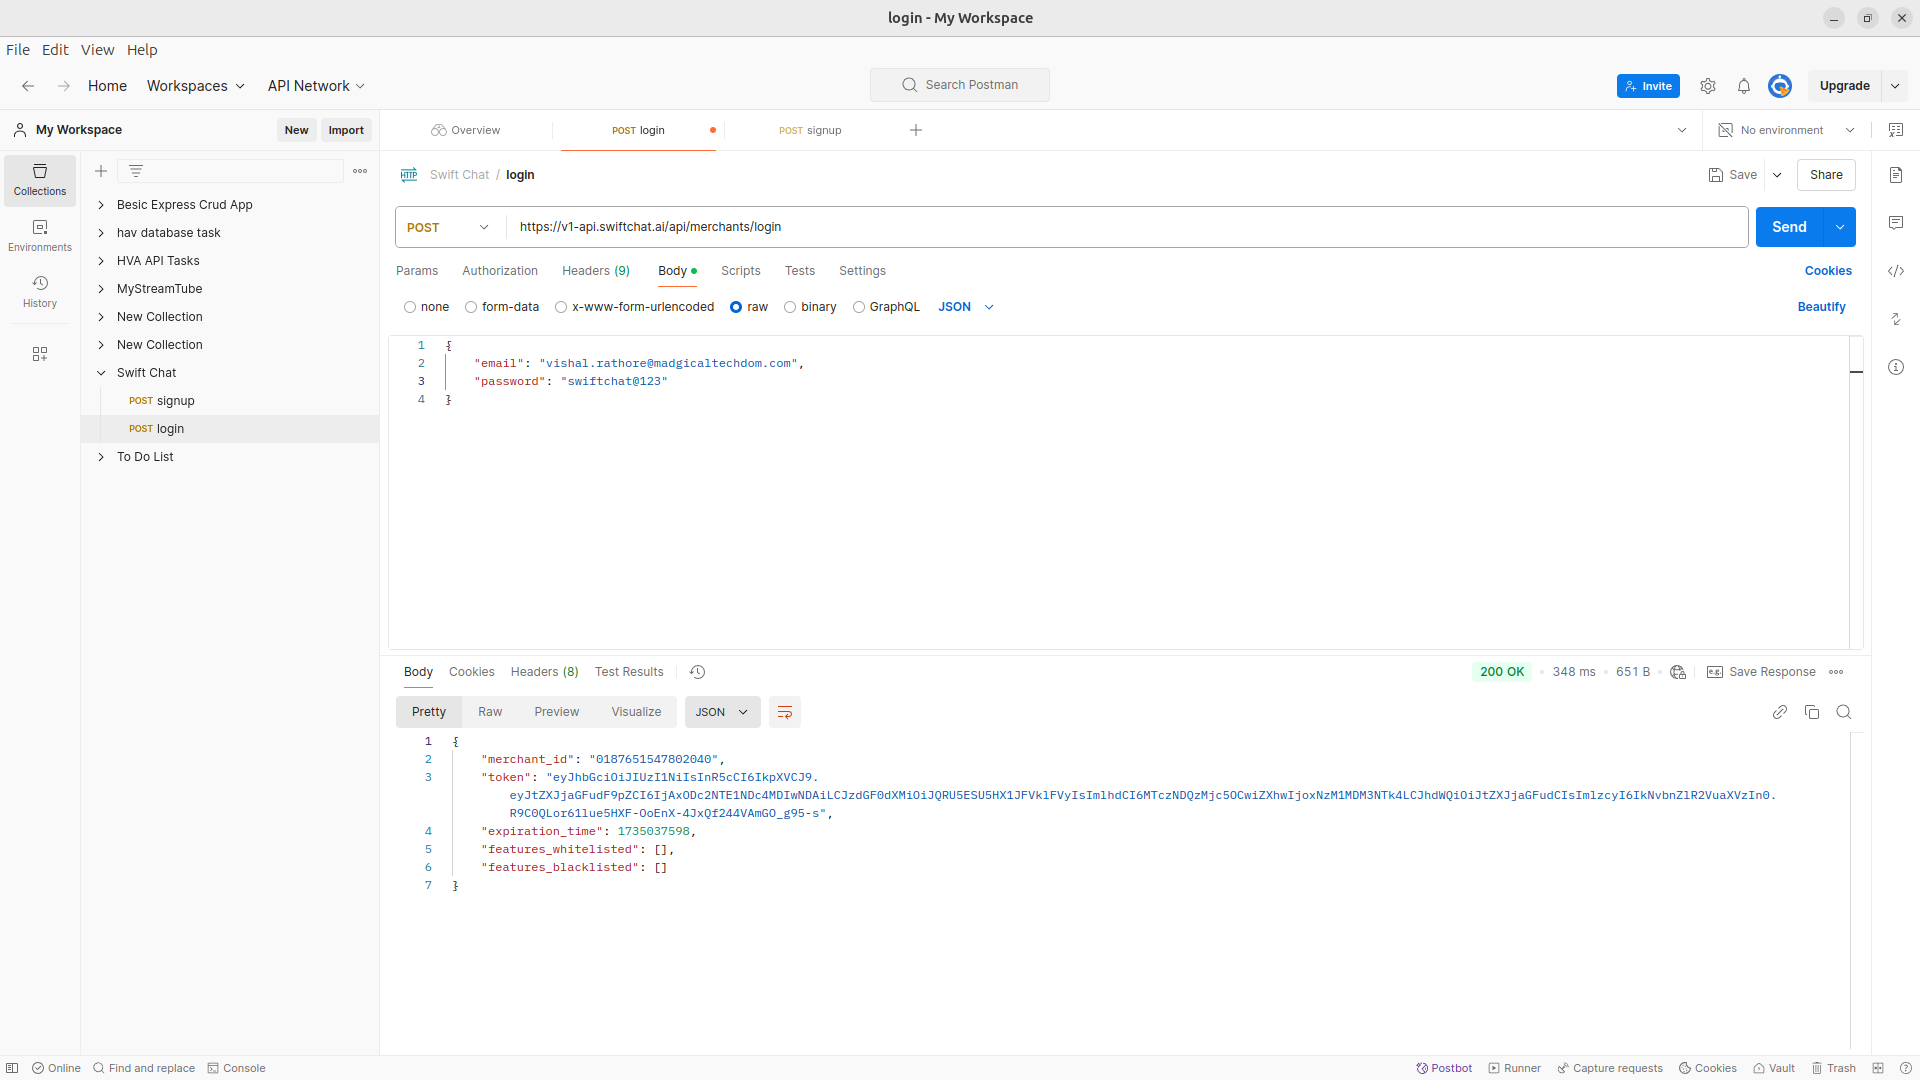 login - My Workspace
File Edit View Help
Home Workspaces API Network
Search Postman
Invite
Upgrade
My Workspace
New Import
Overview
POST login
POST signup
No environment
Collections
Environments
History
Besic Express Crud App
hav database task
HVA API Tasks
MyStreamTube
New Collection
New Collection
Swift Chat
POST signup
POST login
To Do List
HTTP Swift Chat / login
Save
Share
POST https://v1-api.swiftchat.ai/api/merchants/login
Send
Params Authorization Headers (9) Body Scripts Tests Settings
Cookies
none form-data x-www-form-urlencoded raw binary GraphQL JSON
Beautify
1 {
2 "email": "vishal.rathore@madgicaltechdom.com",
3 "password": "swiftchat@123"
4 }
Body Cookies Headers (8) Test Results
200 OK • 348 ms • 651 B
e.g. Save Response
Pretty Raw Preview Visualize JSON
1 {
2 "merchant_id": "0187651547802040",
3 "token": "eyJhbGciOiJIUzI1NiIsInR5cCI6IkpXVCJ9.
eyJtZXJjaGFudF9pZCI6IjAxODc2NTE1NDc4MDIwNDAiLCJzdGF0dXMiOiJQRU5ESU5HX1JFVklFVyIsImlhdCI6MTczNDQzMjc5OCwiZXhwIjoxNzM1MDM3NTk4LCJhdWQiOiJtZXJjaGFudCIsImlzcyI6IkNvbnZlR2VuaXVzIn0.
R9C0QLor61lue5HXF-OoEnX-4JxQf244VAmGO_g95-s",
4 "expiration_time": 1735037598,
5 "features_whitelisted": [],
6 "features_blacklisted": []
7 }
Online Find and replace Console
Postbot Runner Capture requests Cookies Vault Trash